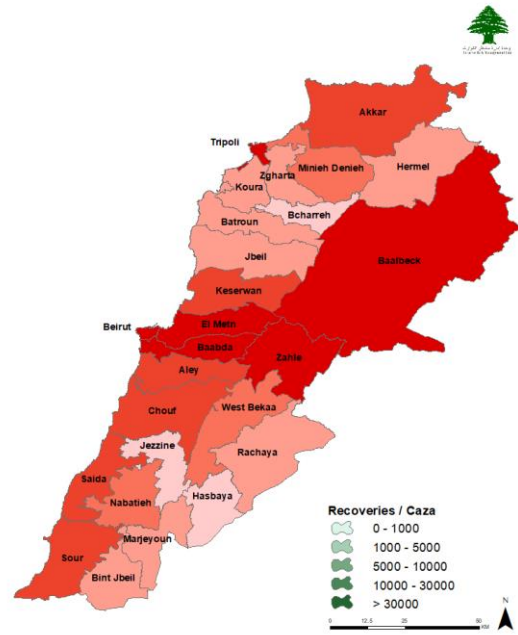 Akkar
Tripoli
Hermel
Zgharta
Minieh Denieh
Koura
Bcharreh
Batroun
Jbeil
Baalbeck
Keserwan
El Metn
Beirut
Baabda
Zahle
Aley
West Bekaa
Chouf
Jezzine
Rachaya
Saida
Hasbaya
Nabatieh
Marjeyoun
Sour
Bint Jbeil
Recoveries / Caza
0 - 1000
1000 - 5000
5000 - 10000
10000 - 30000
> 30000
N
0 12.5 25 50
KM